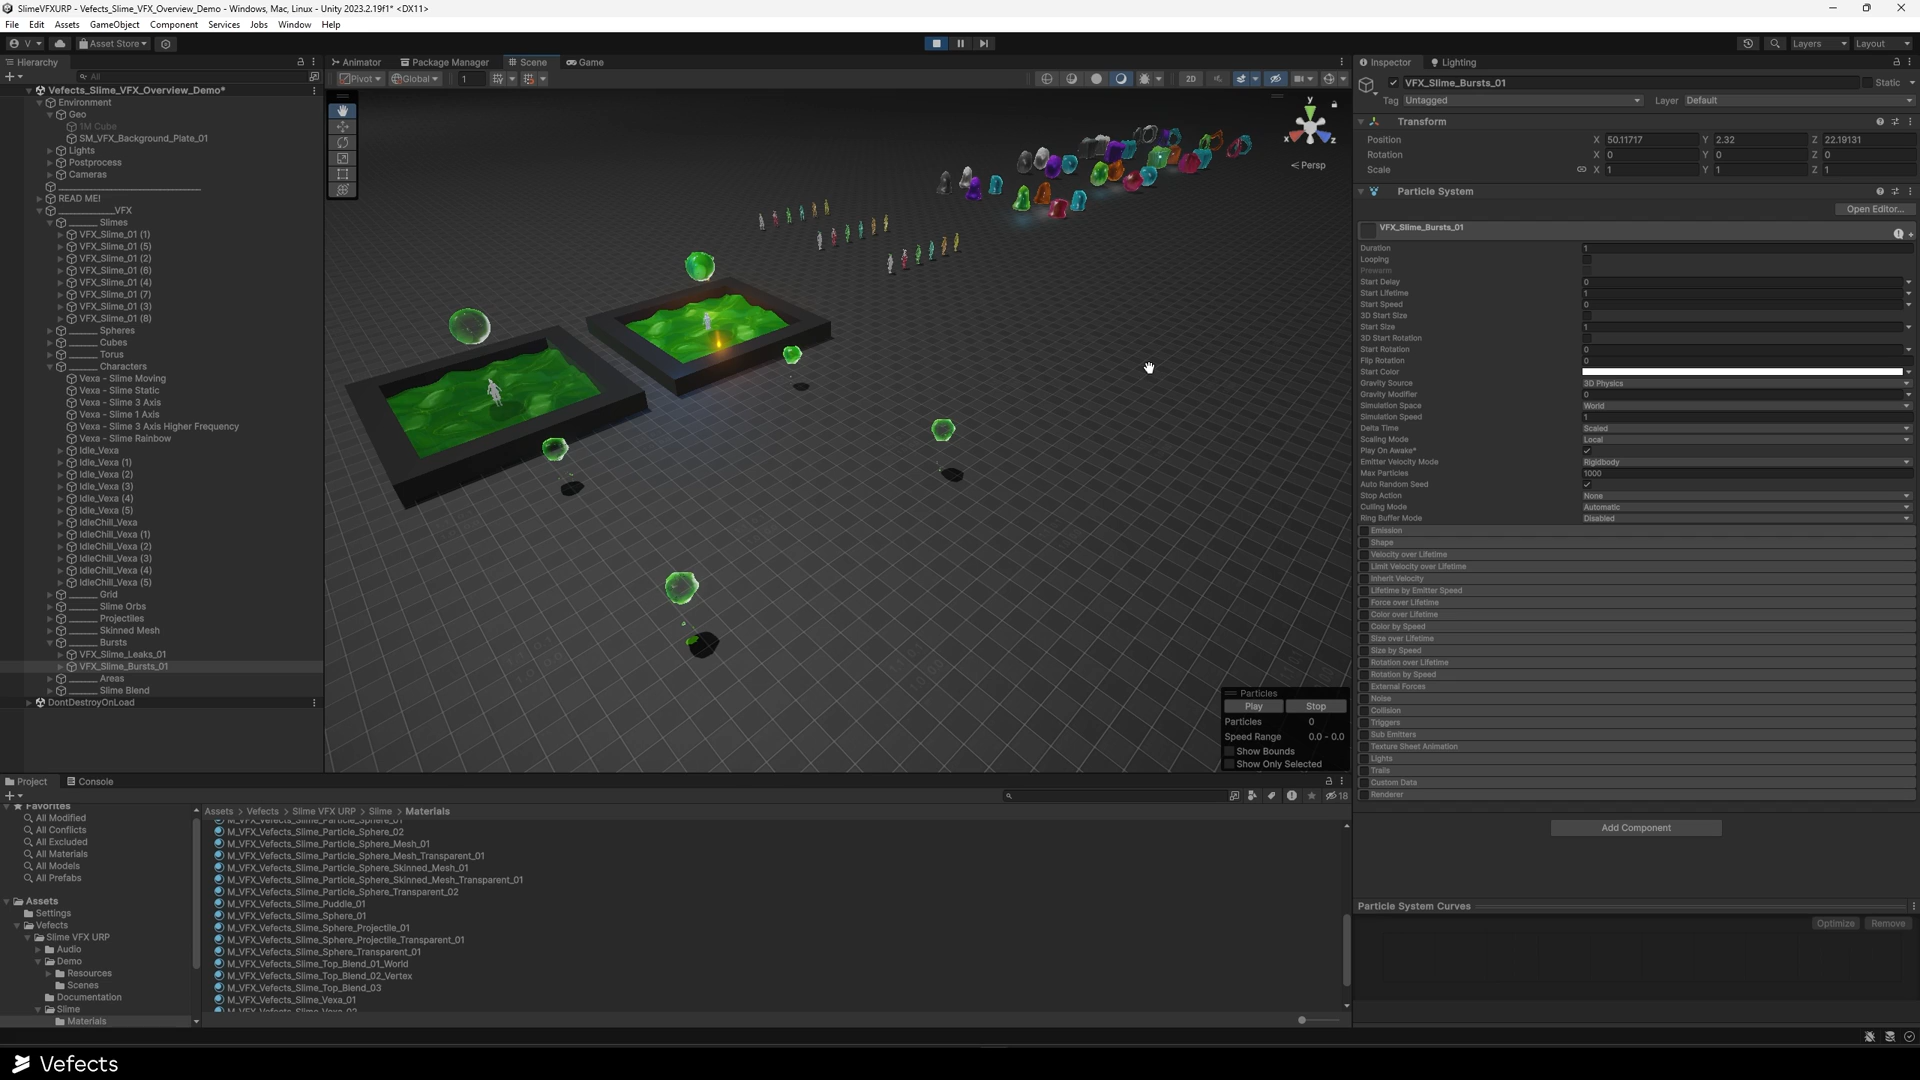 SlimeVFXURP - Vefects_Slime_VFX_Overview_Demo - Windows, Mac, Linux - Unity 2023.2.19f1* <DX11>
File Edit Assets GameObject Component Services Jobs Window Help
V Asset Store Layers Layout
Hierarchy
All
Vefects_Slime_VFX_Overview_Demo*
Environment
Geo
1M Cube
SM_VFX_Background_Plate_01
Lights
Postprocess
Cameras
READ ME!
VFX
Slimes
VFX_Slime_01 (1)
VFX_Slime_01 (5)
VFX_Slime_01 (2)
VFX_Slime_01 (6)
VFX_Slime_01 (4)
VFX_Slime_01 (7)
VFX_Slime_01 (3)
VFX_Slime_01 (8)
Spheres
Cubes
Torus
Characters
Vexa - Slime Moving
Vexa - Slime Static
Vexa - Slime 3 Axis
Vexa - Slime 1 Axis
Vexa - Slime 3 Axis Higher Frequency
Vexa - Slime Rainbow
Idle_Vexa
Idle_Vexa (1)
Idle_Vexa (2)
Idle_Vexa (3)
Idle_Vexa (4)
Idle_Vexa (5)
IdleChill_Vexa
IdleChill_Vexa (1)
IdleChill_Vexa (2)
IdleChill_Vexa (3)
IdleChill_Vexa (4)
IdleChill_Vexa (5)
Grid
Slime Orbs
Projectiles
Skinned Mesh
Bursts
VFX_Slime_Leaks_01
VFX_Slime_Bursts_01
Areas
Slime Blend
DontDestroyOnLoad
Animator Package Manager Scene Game
Pivot Global 1 2D
y
x z
Persp
Particles
Play Stop
Particles 0
Speed Range 0.0 - 0.0
Show Bounds
Show Only Selected
Inspector Lighting
VFX_Slime_Bursts_01 Static
Tag Untagged Layer Default
Transform
Position X 50.11717 Y 2.32 Z 22.19131
Rotation X 0 Y 0 Z 0
Scale X 1 Y 1 Z 1
Particle System
Open Editor...
VFX_Slime_Bursts_01
Duration 1
Looping
Prewarm
Start Delay 0
Start Lifetime 1
Start Speed 0
3D Start Size
Start Size 1
3D Start Rotation
Start Rotation 0
Flip Rotation 0
Start Color
Gravity Source 3D Physics
Gravity Modifier 0
Simulation Space World
Simulation Speed 1
Delta Time Scaled
Scaling Mode Local
Play On Awake*
Emitter Velocity Mode Rigidbody
Max Particles 1000
Auto Random Seed
Stop Action None
Culling Mode Automatic
Ring Buffer Mode Disabled
Emission
Shape
Velocity over Lifetime
Limit Velocity over Lifetime
Inherit Velocity
Lifetime by Emitter Speed
Force over Lifetime
Color over Lifetime
Color by Speed
Size over Lifetime
Size by Speed
Rotation over Lifetime
Rotation by Speed
External Forces
Noise
Collision
Triggers
Sub Emitters
Texture Sheet Animation
Lights
Trails
Custom Data
Renderer
Add Component
Particle System Curves
Optimize Remove
Project Console
18
Favorites
All Modified
All Conflicts
All Excluded
All Materials
All Models
All Prefabs
Assets
Settings
Vefects
Slime VFX URP
Audio
Demo
Resources
Scenes
Documentation
Slime
Materials
Assets > Vefects > Slime VFX URP > Slime > Materials
M_VFX_Vefects_Slime_Particle_Sphere_01
M_VFX_Vefects_Slime_Particle_Sphere_02
M_VFX_Vefects_Slime_Particle_Sphere_Mesh_01
M_VFX_Vefects_Slime_Particle_Sphere_Mesh_Transparent_01
M_VFX_Vefects_Slime_Particle_Sphere_Skinned_Mesh_01
M_VFX_Vefects_Slime_Particle_Sphere_Skinned_Mesh_Transparent_01
M_VFX_Vefects_Slime_Particle_Sphere_Transparent_02
M_VFX_Vefects_Slime_Puddle_01
M_VFX_Vefects_Slime_Sphere_01
M_VFX_Vefects_Slime_Sphere_Projectile_01
M_VFX_Vefects_Slime_Sphere_Projectile_Transparent_01
M_VFX_Vefects_Slime_Sphere_Transparent_01
M_VFX_Vefects_Slime_Top_Blend_01_World
M_VFX_Vefects_Slime_Top_Blend_02_Vertex
M_VFX_Vefects_Slime_Top_Blend_03
M_VFX_Vefects_Slime_Vexa_01
M_VFX_Vefects_Slime_Vexa_02
Vefects